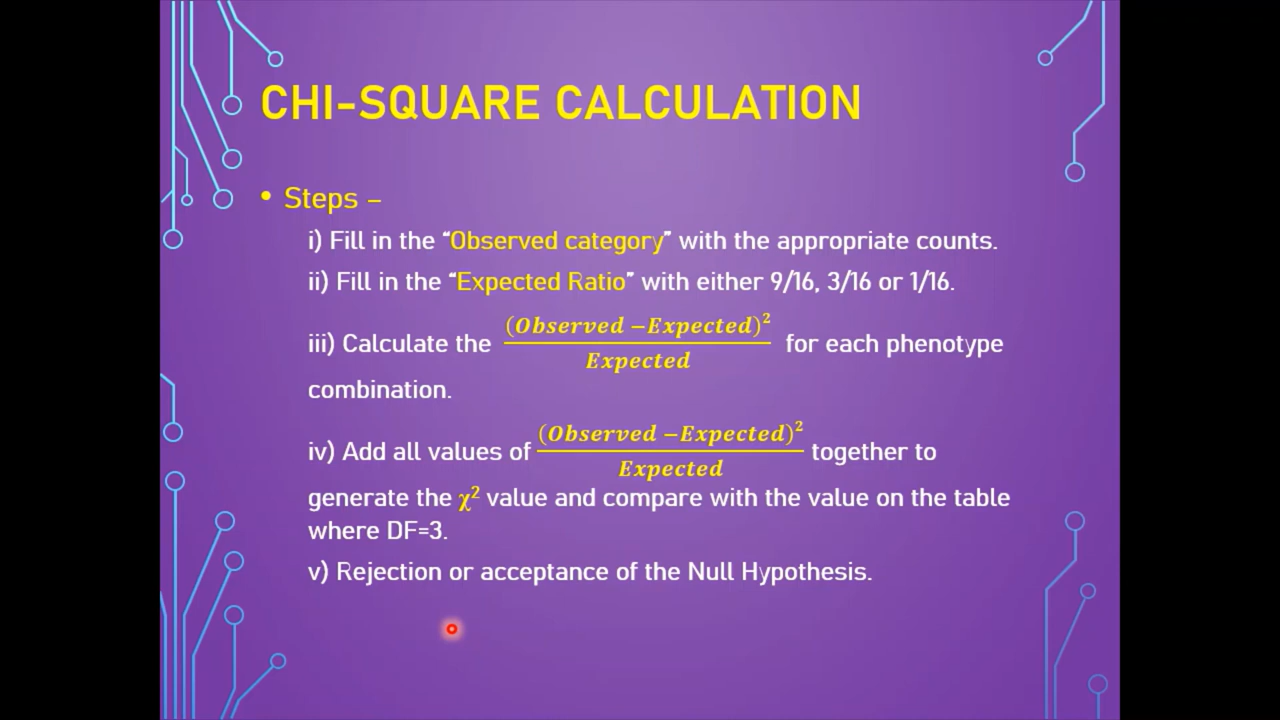 CHI-SQUARE CALCULATION
• Steps –
i) Fill in the “Observed category” with the appropriate counts.
ii) Fill in the “Expected Ratio” with either 9/16, 3/16 or 1/16.
iii) Calculate the (Observed −Expected)²/Expected for each phenotype
combination.
iv) Add all values of (Observed −Expected)²/Expected together to
generate the χ² value and compare with the value on the table
where DF=3.
v) Rejection or acceptance of the Null Hypothesis.